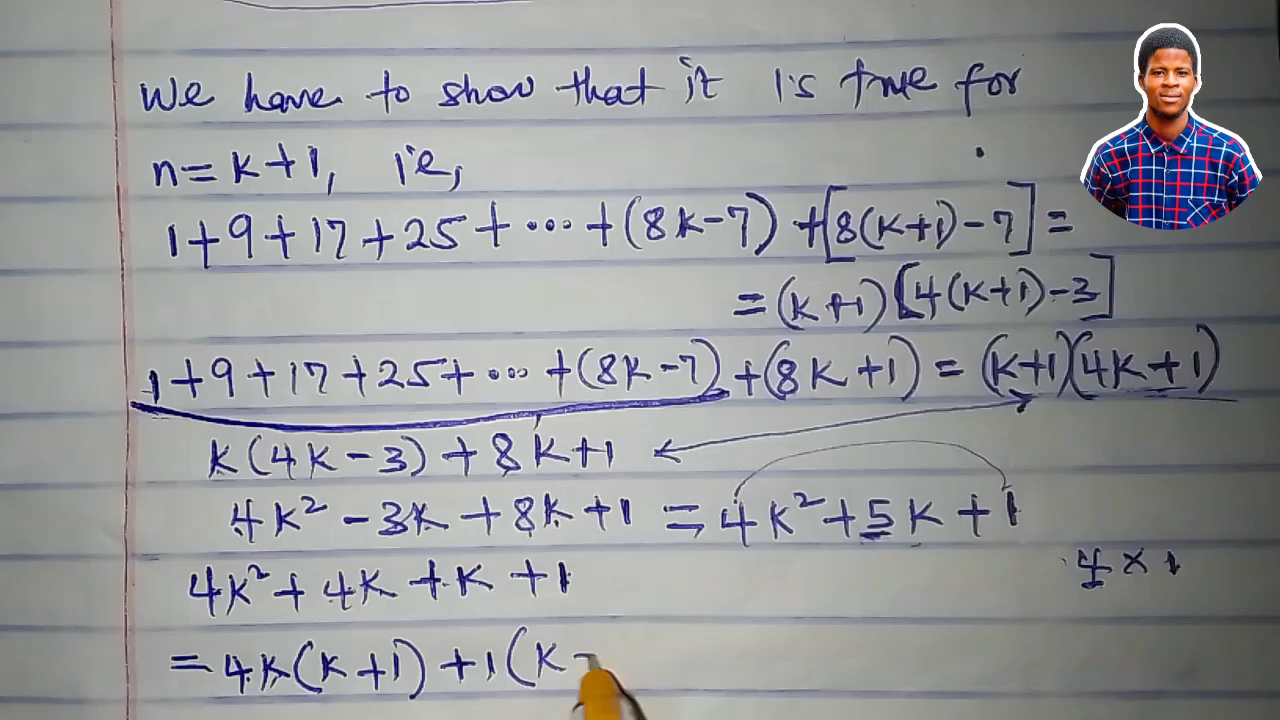 We have to show that it is true for
n=k+1, ie,
1+9+17+25+...+(8k-7)+[8(k+1)-7]=
=(k+1)[4(k+1)-3]
1+9+17+25+...+(8k-7)+(8k+1)=(k+1)(4k+1)
k(4k-3)+8k+1
4k²-3k+8k+1=4k²+5k+1
4×1
4k²+4k+k+1
=4k(k+1)+1(k-